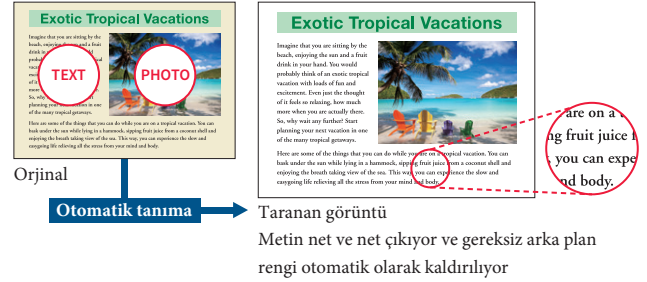 Exotic Tropical Vacations
Imagine that you are sitting by the
beach, enjoying and a fruit
drink in
TEXT
PHOTO
So, why
planning your vacation in one
of the many tropical getaways.
Here are some of the things that you can do while you are on a tropical vacation. You can
bask under the sun while lying in a hammock, sipping fruit juice from a coconut shell and
enjoying the breath taking view of the sea. This way, you can experience the slow and
easygoing life relieving all the stress from your mind and body.
Orjinal
Otomatik tanıma
Exotic Tropical Vacations
Imagine that you are sitting by the
beach, enjoying the sun and a fruit
drink in your hand. You would
probably think of an exotic tropical
vacation with loads of fun and
excitement. Even just the thought
of it feels so relaxing, how much
more when you are actually there.
So, why wait any further? Start
planning your next vacation in one
of the many tropical getaways.
Here are some of the things that you can do while you are on a tropical vacation. You can
bask under the sun while lying in a hammock, sipping fruit juice from a coconut shell and
enjoying the breath taking view of the sea. This way, you can experience the slow and
easygoing life relieving all the stress from your mind and body.
are on a
ng fruit juice
you can expe
nd body.
Taranan görüntü
Metin net ve net çıkıyor ve gereksiz arka plan
rengi otomatik olarak kaldırılıyor